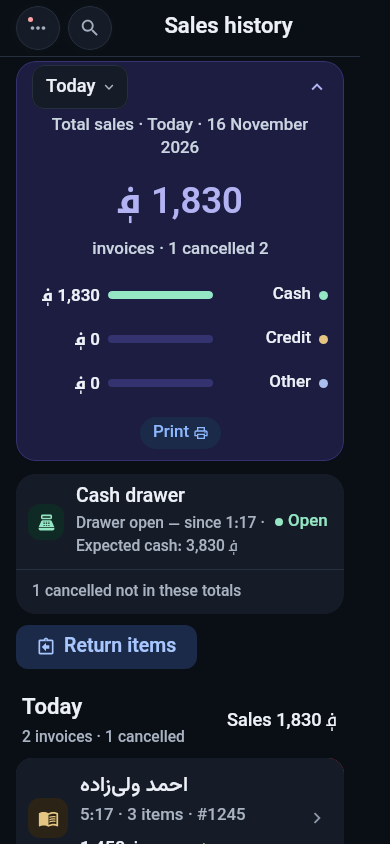 Sales history
Today
Total sales · Today · 16 November
2026
؋ 1,830
invoices · 1 cancelled 2
؋ 1,830 Cash
؋ 0 Credit
؋ 0 Other
Print
Cash drawer
Drawer open — since 1:17 ·
Expected cash: 3,830 ؋
Open
1 cancelled not in these totals
Return items
Today
2 invoices · 1 cancelled
Sales 1,830 ؋
احمد ولی‌زاده
5:17 · 3 items · #1245